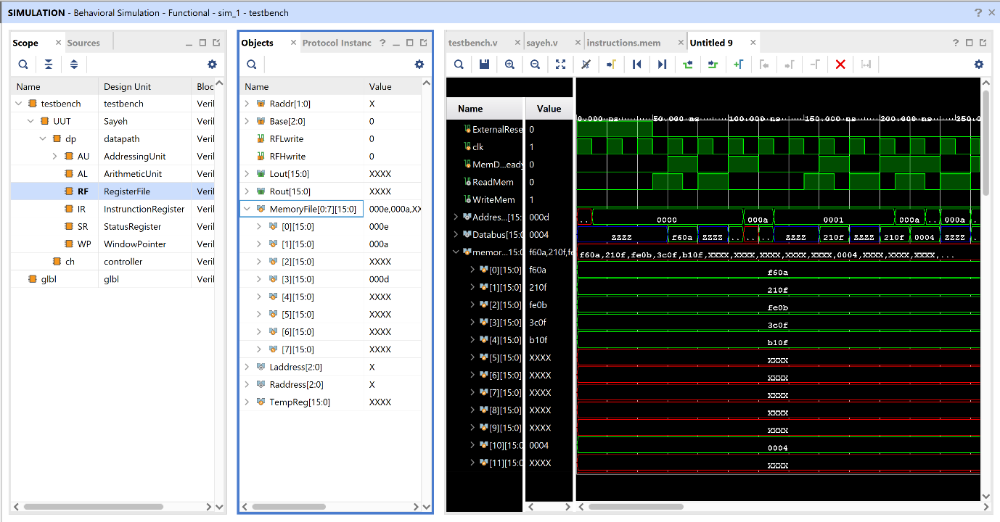 SIMULATION - Behavioral Simulation - Functional - sim_1 - testbench
Scope
Sources
Name Design Unit Bloc
testbench testbench Veril
UUT Sayeh Veril
dp datapath Veril
AU AddressingUnit Veril
AL ArithmeticUnit Veril
RF RegisterFile Veril
IR InstrunctionRegister Veril
SR StatusRegister Veril
WP WindowPointer Veril
ch controller Veril
glbl glbl Veril
Objects
Protocol Instanc
Name Value
Raddr[1:0] X
Base[2:0] 0
RFLwrite 0
RFHwrite 0
Lout[15:0] XXXX
Rout[15:0] XXXX
MemoryFile[0:7][15:0] 000e,000a,XX
[0][15:0] 000e
[1][15:0] 000a
[2][15:0] XXXX
[3][15:0] 000d
[4][15:0] XXXX
[5][15:0] XXXX
[6][15:0] XXXX
[7][15:0] XXXX
Laddress[2:0] X
Raddress[2:0] X
TempReg[15:0] XXXX
testbench.v
sayeh.v
instructions.mem
Untitled 9
Name Value
0.000 ns 50.000 ns 100.000 ns 150.000 ns 200.000 ns 250.0
ExternalRese 0
clk 1
MemD...eady 0
ReadMem 0
WriteMem 1
Addres...[15: 000d .. 0000 000a 0001 000a .. 000a .
Databus[15:0 0004 ZZZZ f60a ZZZZ .. .. .. ZZZZ 210f ZZZZ 210f 0004 ZZZZ .
memor...15:0 f60a,210f,fe f60a,210f,fe0b,3c0f,b10f,XXXX,XXXX,XXXX,XXXX,XXXX,0004,XXXX,XXXX,XXXX,...
[0][15:0] f60a f60a
[1][15:0] 210f 210f
[2][15:0] fe0b fe0b
[3][15:0] 3c0f 3c0f
[4][15:0] b10f b10f
[5][15:0] XXXX XXXX
[6][15:0] XXXX XXXX
[7][15:0] XXXX XXXX
[8][15:0] XXXX XXXX
[9][15:0] XXXX XXXX
[10][15:0 0004 0004
[11][15:0 XXXX XXXX